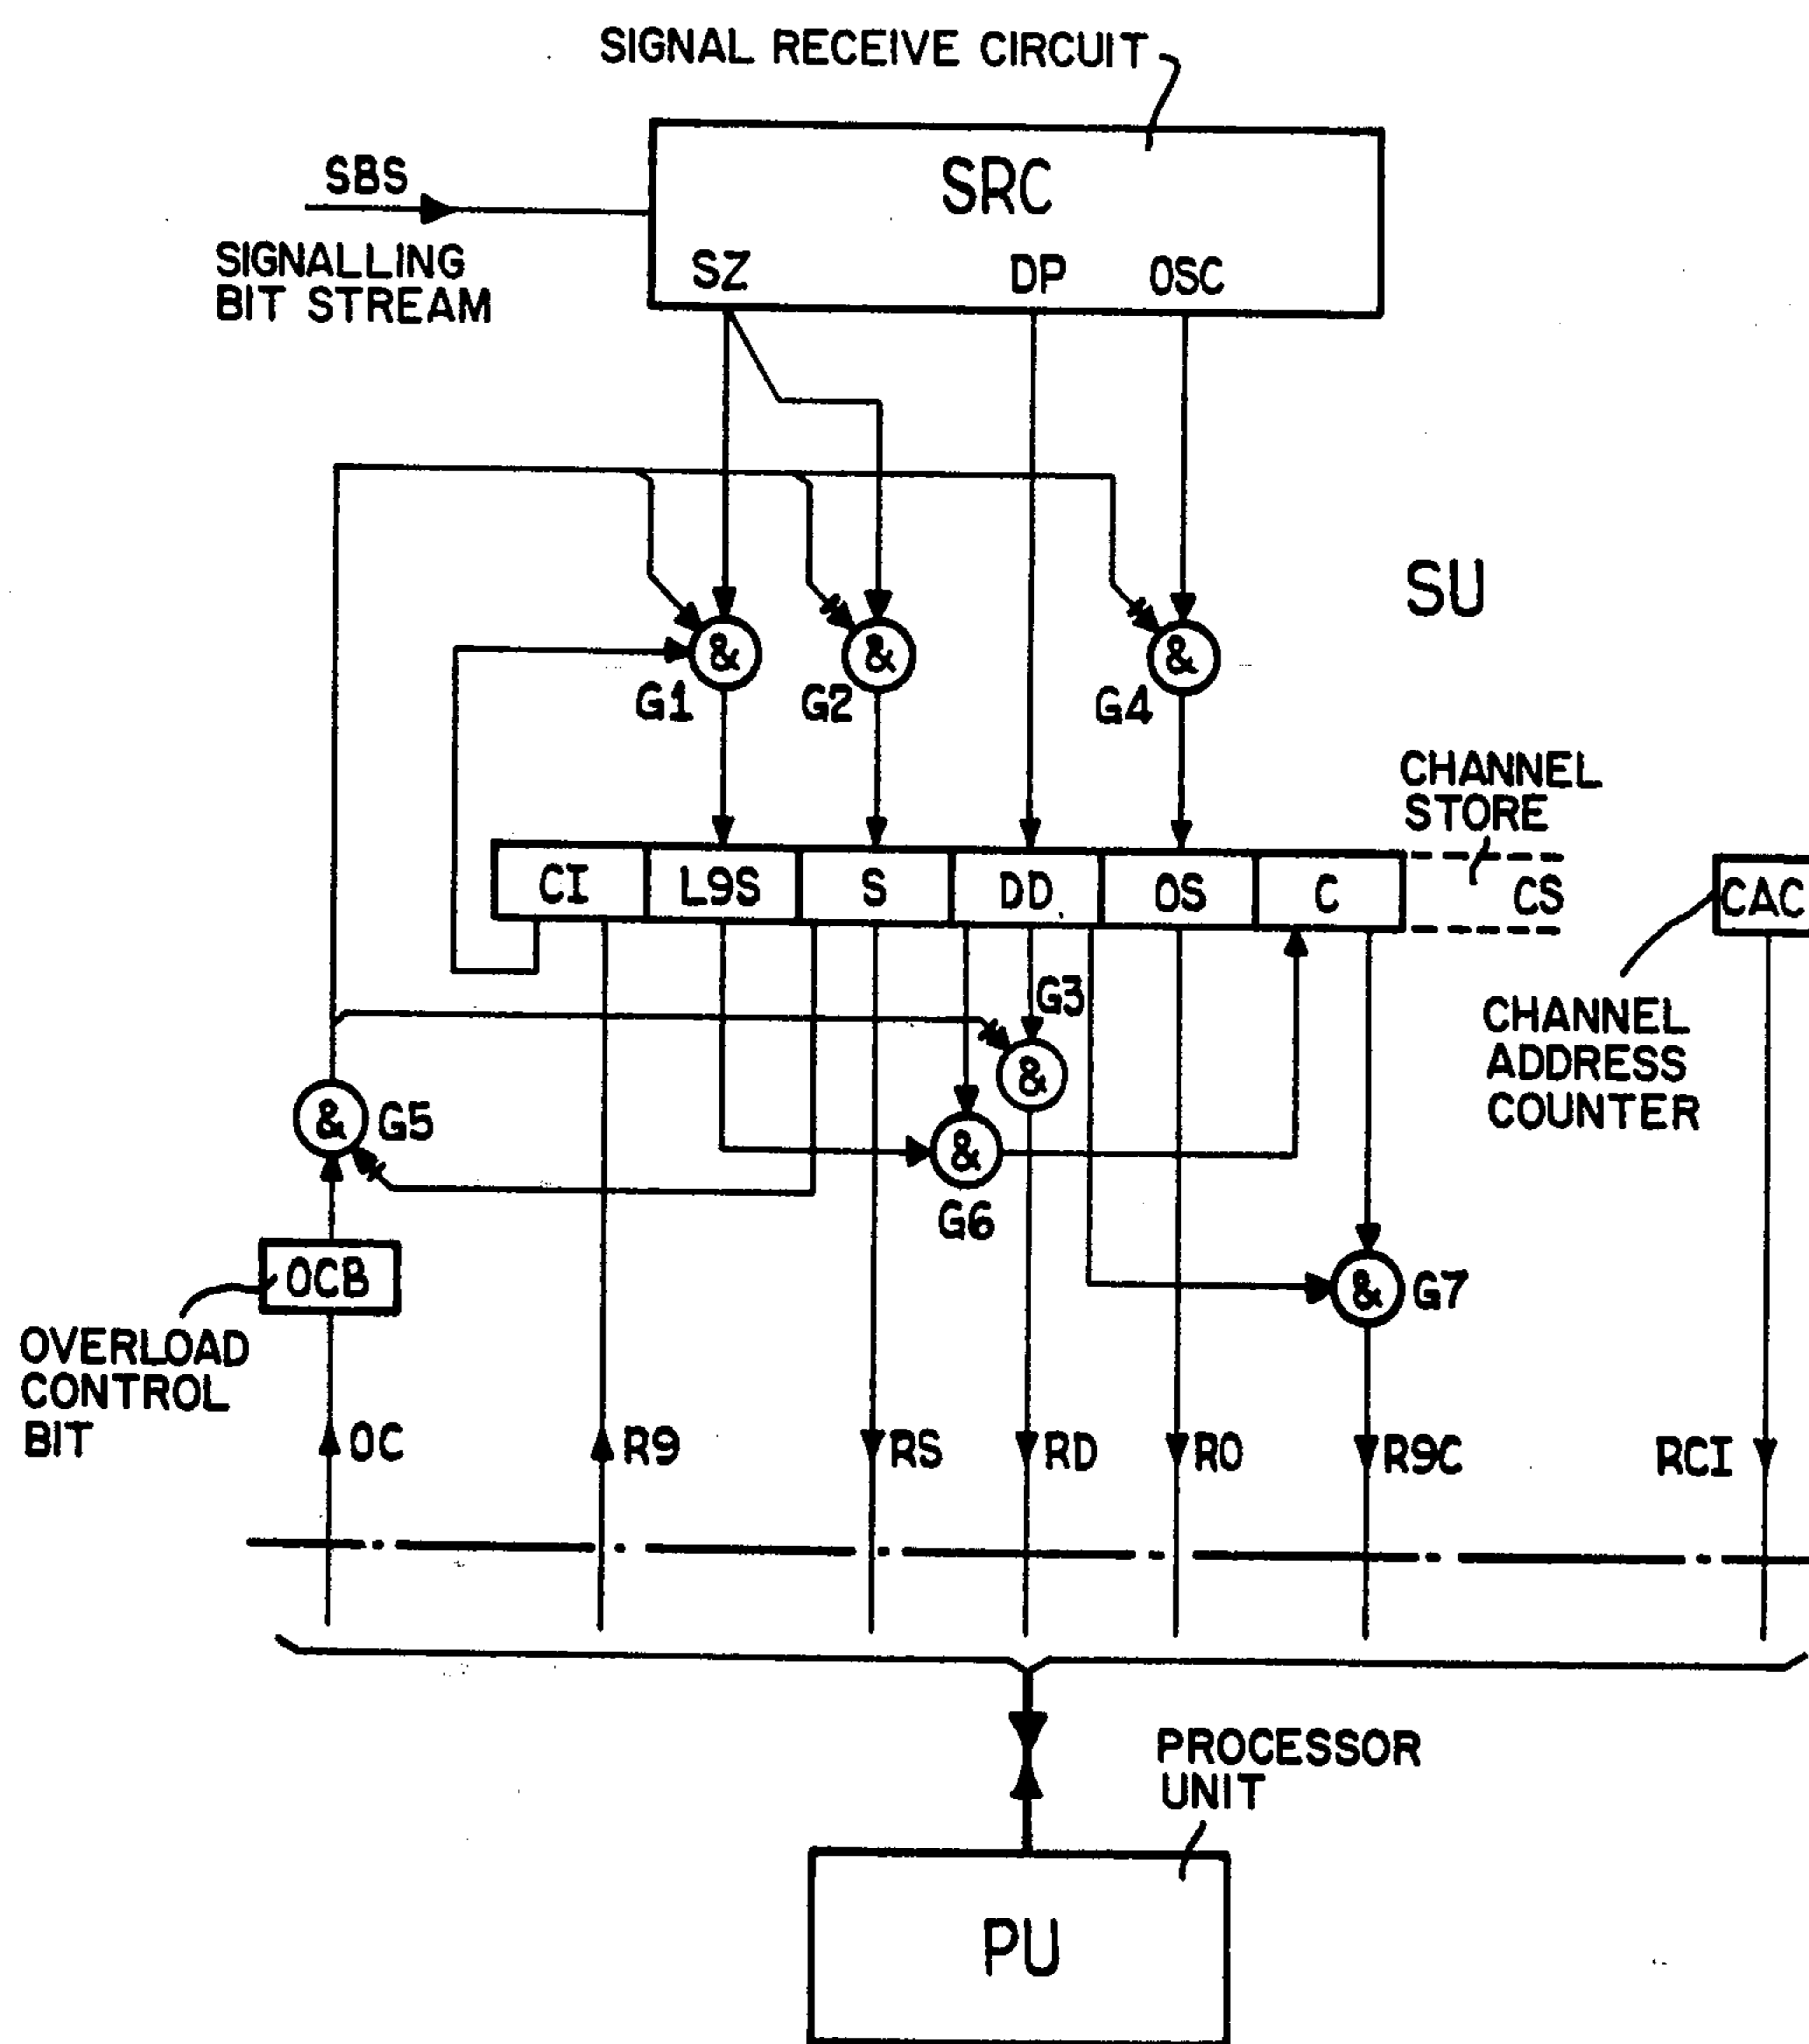 SIGNAL RECEIVE CIRCUIT
SRC
SBS
SIGNALLING
BIT STREAM
SZ
DP
OSC
SU
&
&
&
G1
G2
G4
CHANNEL
STORE
CI
L9S
S
DD
OS
C
CS
CAC
G3
CHANNEL
ADDRESS
COUNTER
&
&
G5
&
G6
&
G7
OCB
OVERLOAD
CONTROL
BIT
OC
R9
RS
RD
RO
R9C
RCI
PROCESSOR
UNIT
PU